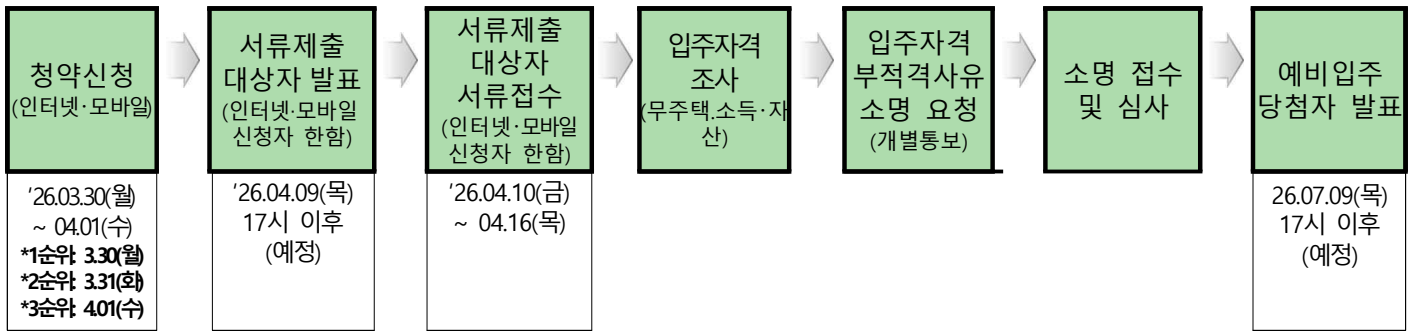 청약신청
(인터넷·모바일)
서류제출
대상자 발표
(인터넷·모바일
신청자 한함)
서류제출
대상자
서류접수
(인터넷·모바일
신청자 한함)
입주자격
조사
(무주택.소득·자
산)
입주자격
부적격사유
소명 요청
(개별통보)
소명 접수
및 심사
예비입주
당첨자 발표
'26.03.30(월)
~ 04.01(수)
*1순위: 3.30(월)
*2순위: 3.31(화)
*3순위: 4.01(수)
'26.04.09(목)
17시 이후
(예정)
'26.04.10(금)
~ 04.16(목)
26.07.09(목)
17시 이후
(예정)